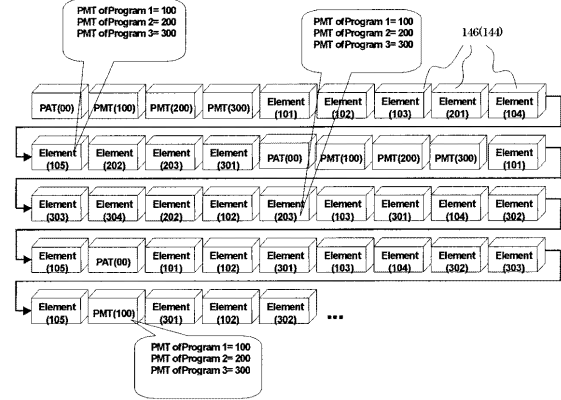 PMT of Program 1= 100
PMT of Program 2= 200
PMT of Program 3= 300
PMT of Program 1= 100
PMT of Program 2= 200
PMT of Program 3= 300
146(144)
PAT(00) PMT(100) PMT(200) PMT(300) Element (101) Element (102) Element (103) Element (201) Element (104)
Element (105) Element (202) Element (203) Element (301) PAT(00) PMT(100) PMT(200) PMT(300) Element (101)
Element (303) Element (304) Element (202) Element (102) Element (203) Element (103) Element (301) Element (104) Element (302)
Element (105) PAT(00) Element (101) Element (102) Element (301) Element (103) Element (104) Element (302) Element (303)
Element (105) PMT(100) Element (301) Element (102) Element (302) ...
PMT of Program 1= 100
PMT of Program 2= 200
PMT of Program 3= 300